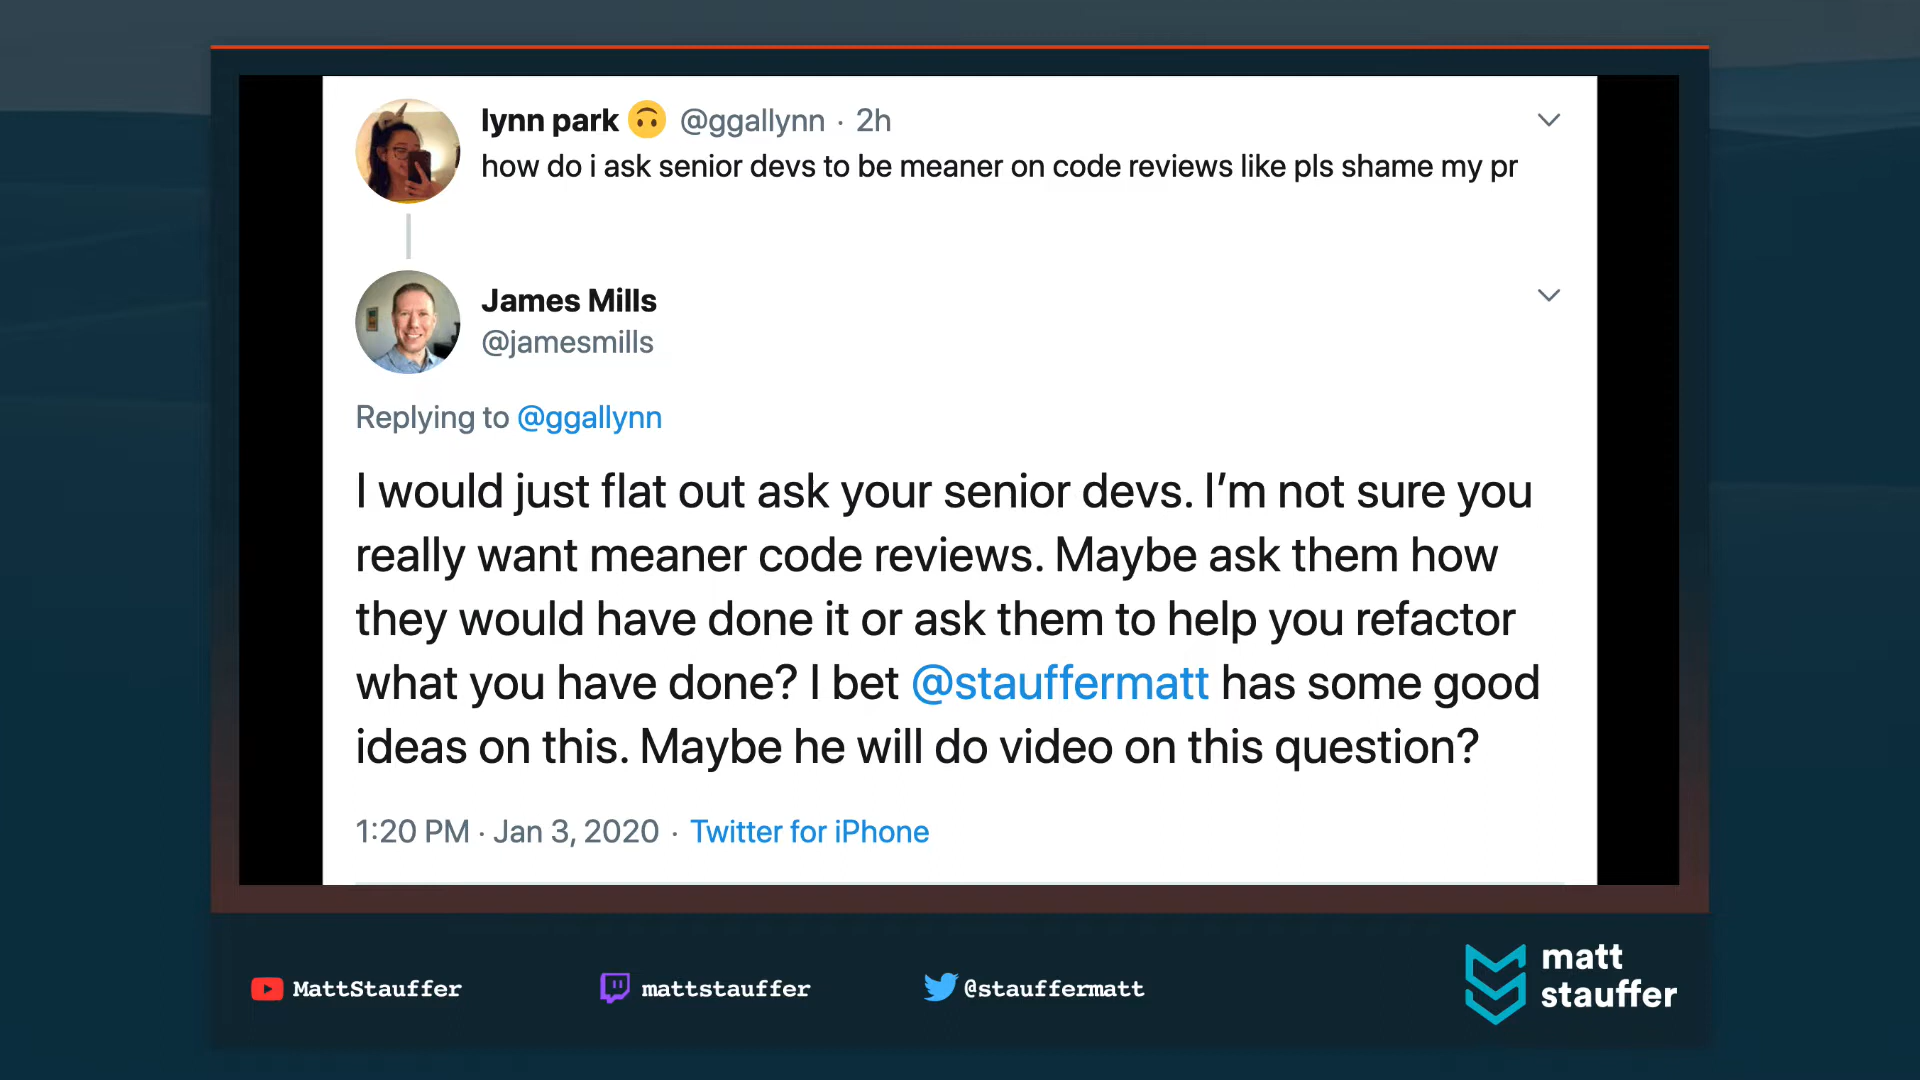 lynn park 🙃 @ggallynn · 2h
how do i ask senior devs to be meaner on code reviews like pls shame my pr
James Mills
@jamesmills
Replying to @ggallynn
I would just flat out ask your senior devs. I’m not sure you
really want meaner code reviews. Maybe ask them how
they would have done it or ask them to help you refactor
what you have done? I bet @stauffermatt has some good
ideas on this. Maybe he will do video on this question?
1:20 PM · Jan 3, 2020 · Twitter for iPhone
MattStauffer
mattstauffer
@stauffermatt
matt
stauffer